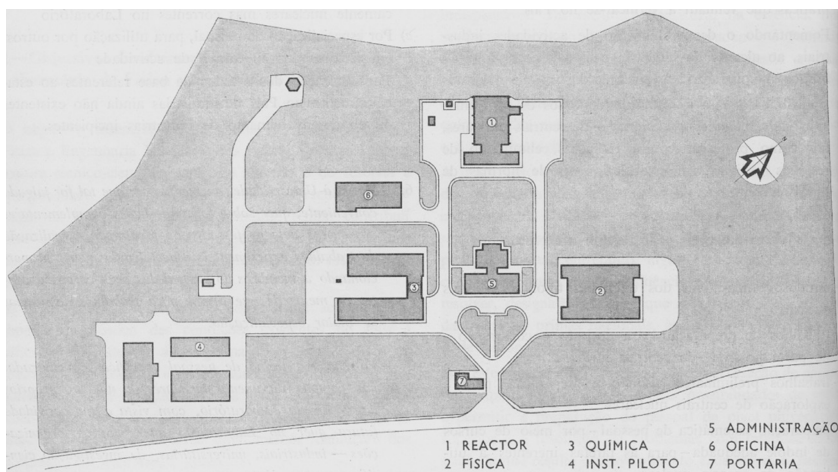 1
6
3
5
2
4
7
5 ADMINISTRAÇÃO
1 REACTOR 3 QUÍMICA 6 OFICINA
2 FÍSICA 4 INST. PILOTO 7 PORTARIA